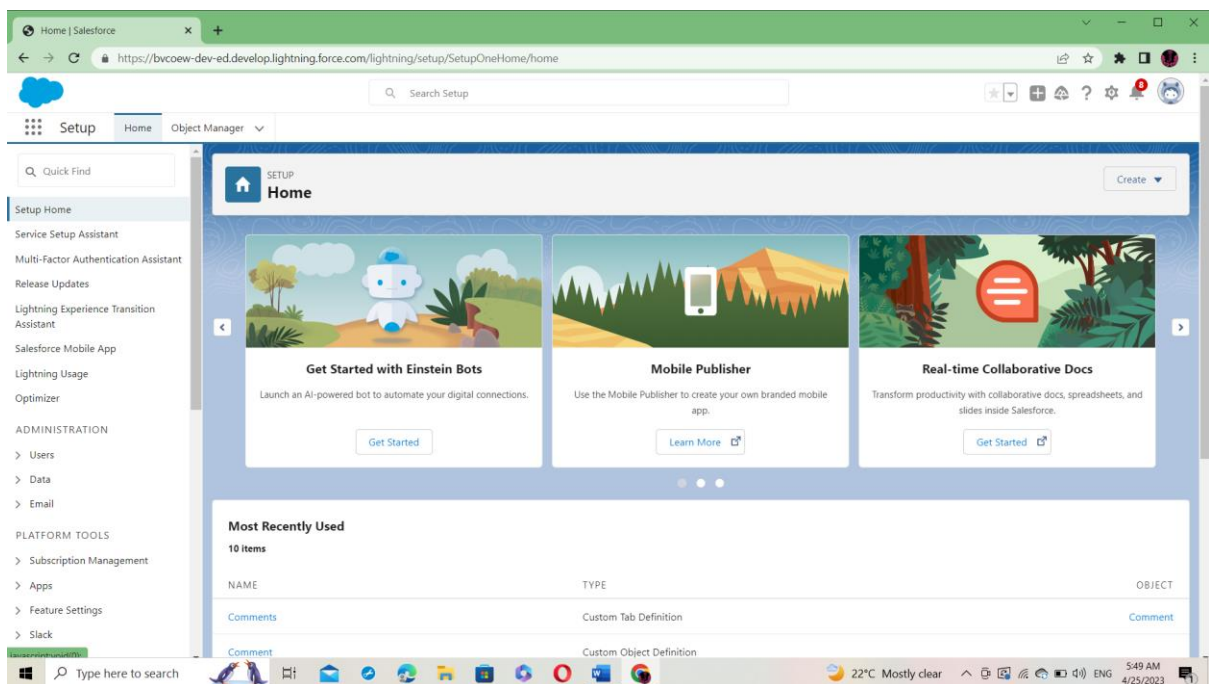 Home | Salesforce
https://bvcoew-dev-ed.develop.lightning.force.com/lightning/setup/SetupOneHome/home
Search Setup
8
Setup
Home
Object Manager
Quick Find
Setup Home
Service Setup Assistant
Multi-Factor Authentication Assistant
Release Updates
Lightning Experience Transition
Assistant
Salesforce Mobile App
Lightning Usage
Optimizer
ADMINISTRATION
> Users
> Data
> Email
PLATFORM TOOLS
> Subscription Management
> Apps
> Feature Settings
> Slack
SETUP
Home
Create
Get Started with Einstein Bots
Launch an AI-powered bot to automate your digital connections.
Get Started
Mobile Publisher
Use the Mobile Publisher to create your own branded mobile
app.
Learn More
Real-time Collaborative Docs
Transform productivity with collaborative docs, spreadsheets, and
slides inside Salesforce.
Get Started
Most Recently Used
10 items
NAME TYPE OBJECT
Comments Custom Tab Definition Comment
Comment Custom Object Definition
Type here to search
22°C Mostly clear
ENG
5:49 AM
4/25/2023